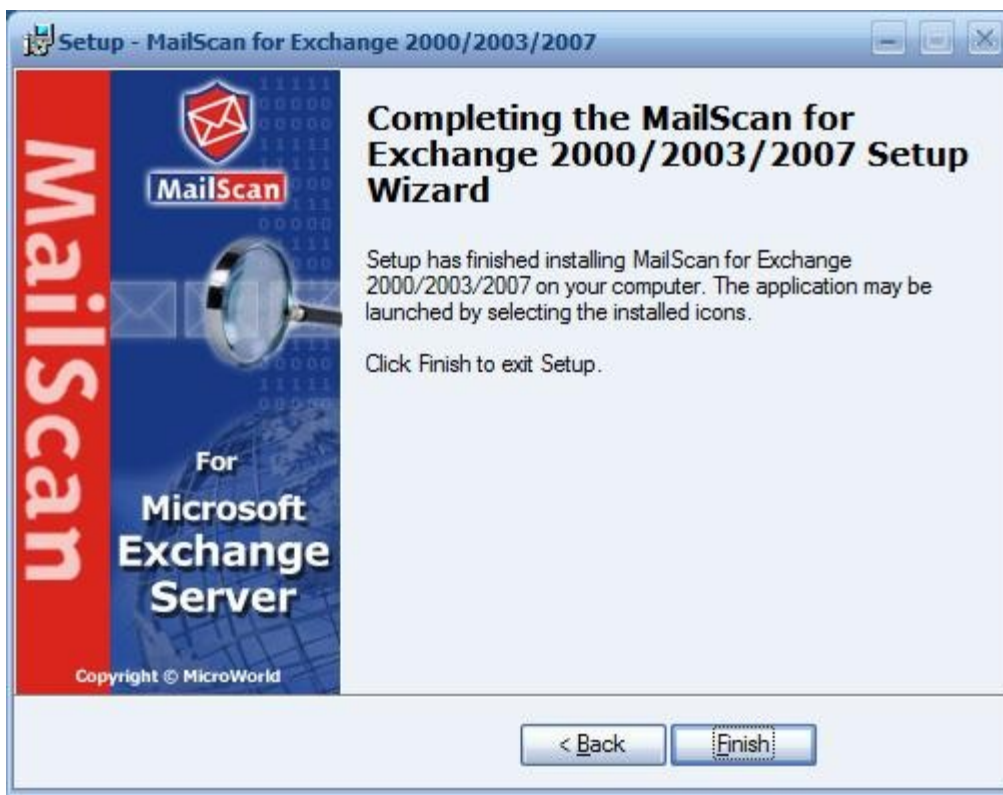 Setup - MailScan for Exchange 2000/2003/2007
MailScan
MailScan
For
Microsoft
Exchange
Server
Copyright © MicroWorld
Completing the MailScan for
Exchange 2000/2003/2007 Setup
Wizard
Setup has finished installing MailScan for Exchange
2000/2003/2007 on your computer. The application may be
launched by selecting the installed icons.
Click Finish to exit Setup.
< Back
Finish